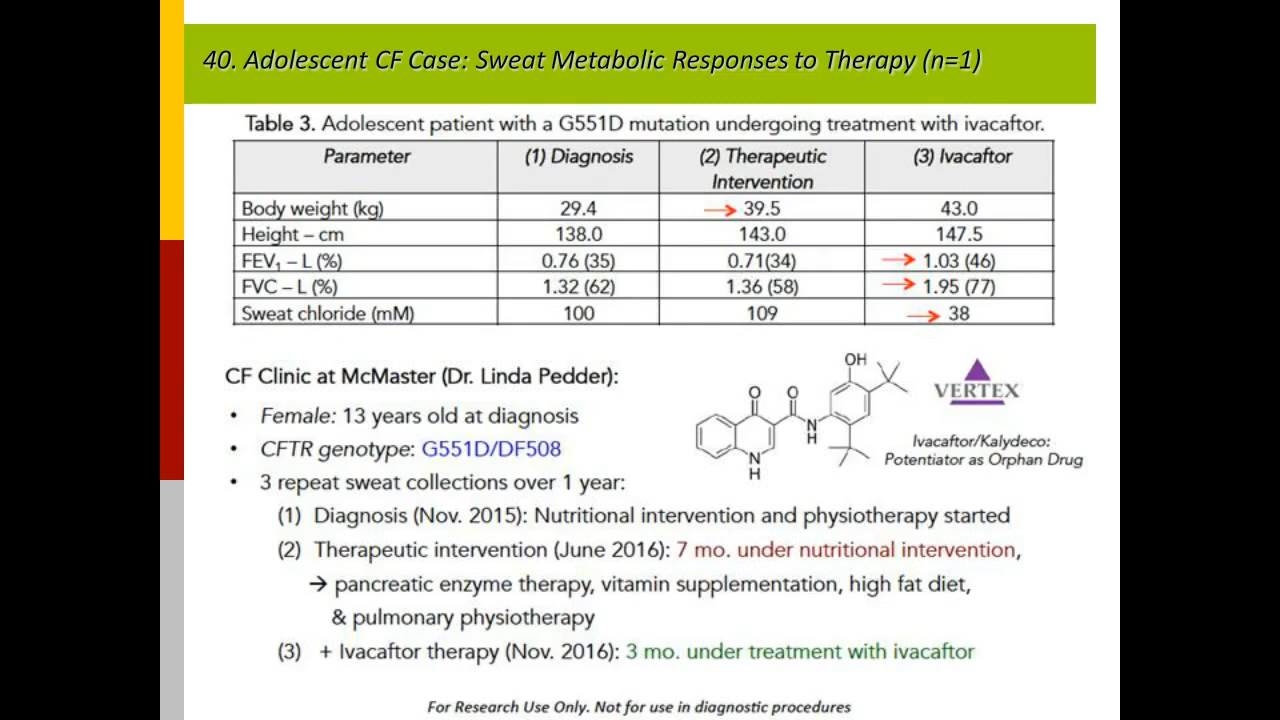 40. Adolescent CF Case: Sweat Metabolic Responses to Therapy (n=1)
Table 3. Adolescent patient with a G551D mutation undergoing treatment with ivacaftor.
Parameter (1) Diagnosis (2) Therapeutic Intervention (3) Ivacaftor
Body weight (kg) 29.4 → 39.5 43.0
Height – cm 138.0 143.0 147.5
FEV₁ – L (%) 0.76 (35) 0.71(34) → 1.03 (46)
FVC – L (%) 1.32 (62) 1.36 (58) → 1.95 (77)
Sweat chloride (mM) 100 109 → 38
CF Clinic at McMaster (Dr. Linda Pedder):
• Female: 13 years old at diagnosis
• CFTR genotype: G551D/DF508
• 3 repeat sweat collections over 1 year:
(1) Diagnosis (Nov. 2015): Nutritional intervention and physiotherapy started
(2) Therapeutic intervention (June 2016): 7 mo. under nutritional intervention,
→ pancreatic enzyme therapy, vitamin supplementation, high fat diet,
& pulmonary physiotherapy
(3) + Ivacaftor therapy (Nov. 2016): 3 mo. under treatment with ivacaftor
OH
O O
N
H
N
H
VERTEX
Ivacaftor/Kalydeco:
Potentiator as Orphan Drug
For Research Use Only. Not for use in diagnostic procedures